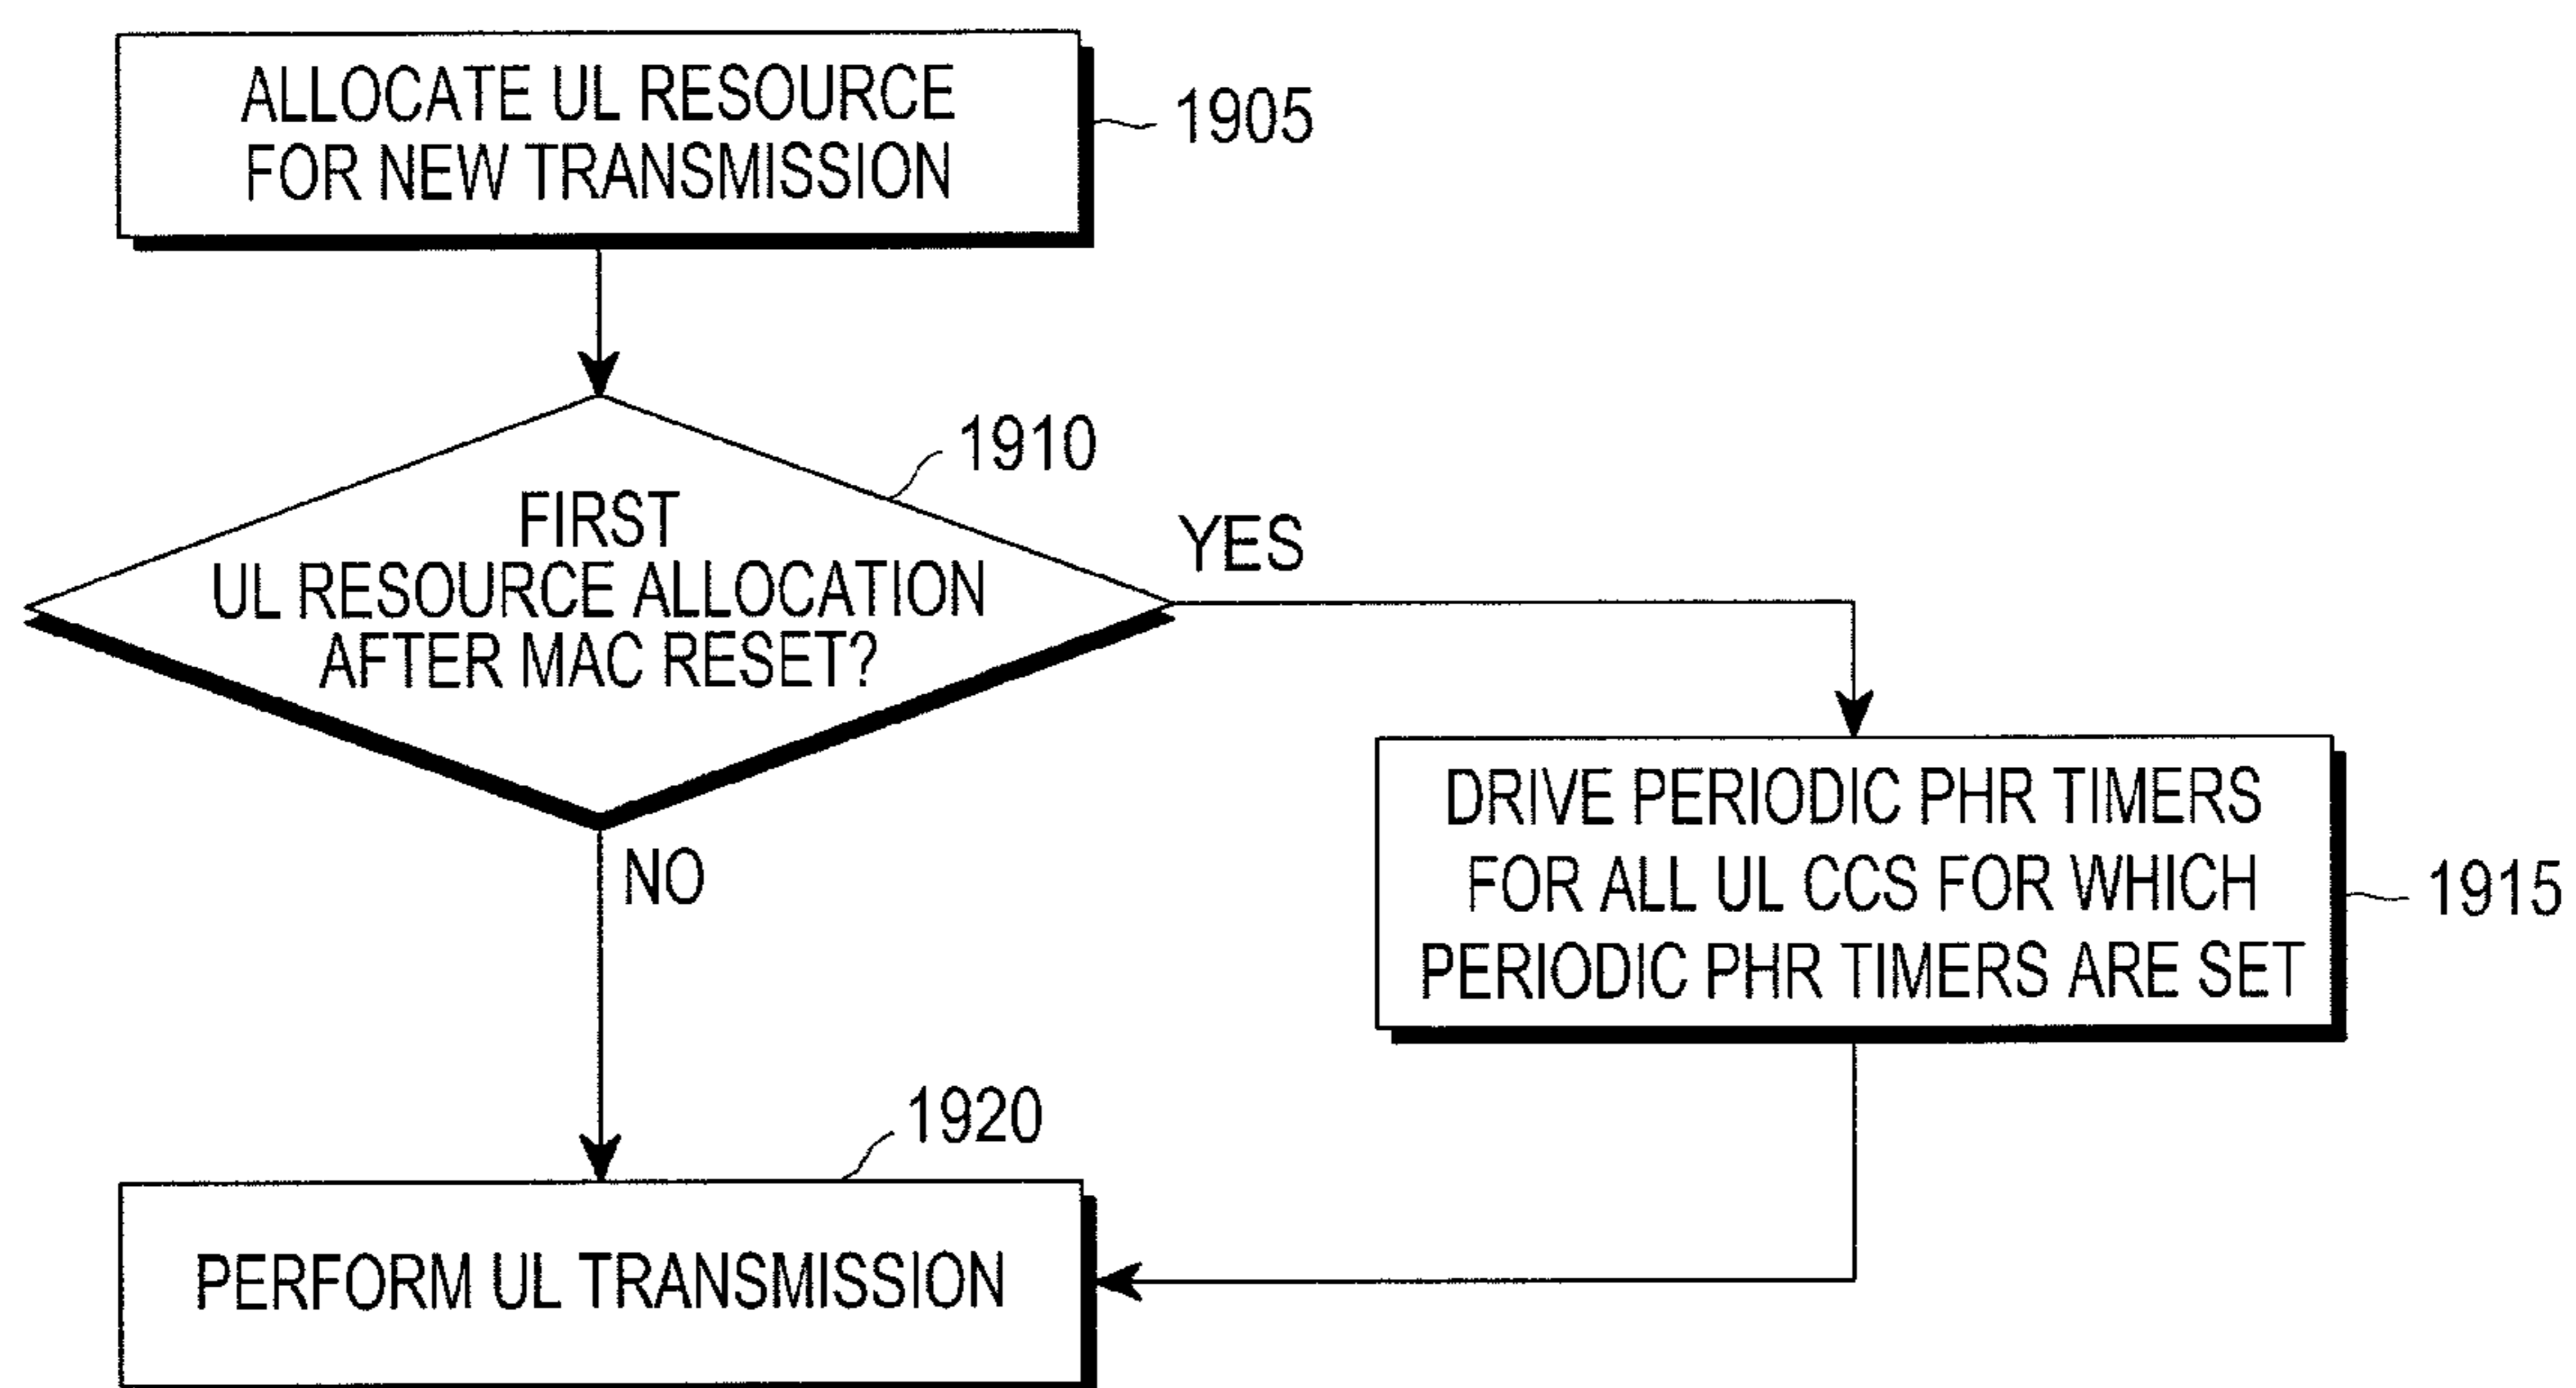 ALLOCATE UL RESOURCE
FOR NEW TRANSMISSION
1905
1910
FIRST
UL RESOURCE ALLOCATION
AFTER MAC RESET?
YES
NO
DRIVE PERIODIC PHR TIMERS
FOR ALL UL CCS FOR WHICH
PERIODIC PHR TIMERS ARE SET
1915
1920
PERFORM UL TRANSMISSION